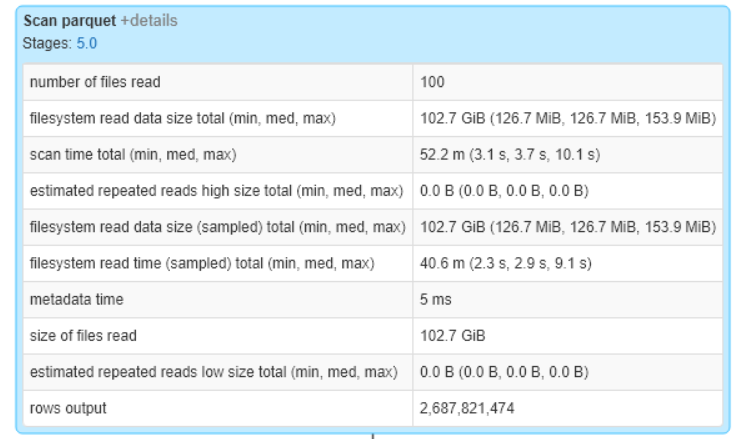 Scan parquet +details
Stages: 5.0
number of files read 100
filesystem read data size total (min, med, max) 102.7 GiB (126.7 MiB, 126.7 MiB, 153.9 MiB)
scan time total (min, med, max) 52.2 m (3.1 s, 3.7 s, 10.1 s)
estimated repeated reads high size total (min, med, max) 0.0 B (0.0 B, 0.0 B, 0.0 B)
filesystem read data size (sampled) total (min, med, max) 102.7 GiB (126.7 MiB, 126.7 MiB, 153.9 MiB)
filesystem read time (sampled) total (min, med, max) 40.6 m (2.3 s, 2.9 s, 9.1 s)
metadata time 5 ms
size of files read 102.7 GiB
estimated repeated reads low size total (min, med, max) 0.0 B (0.0 B, 0.0 B, 0.0 B)
rows output 2,687,821,474